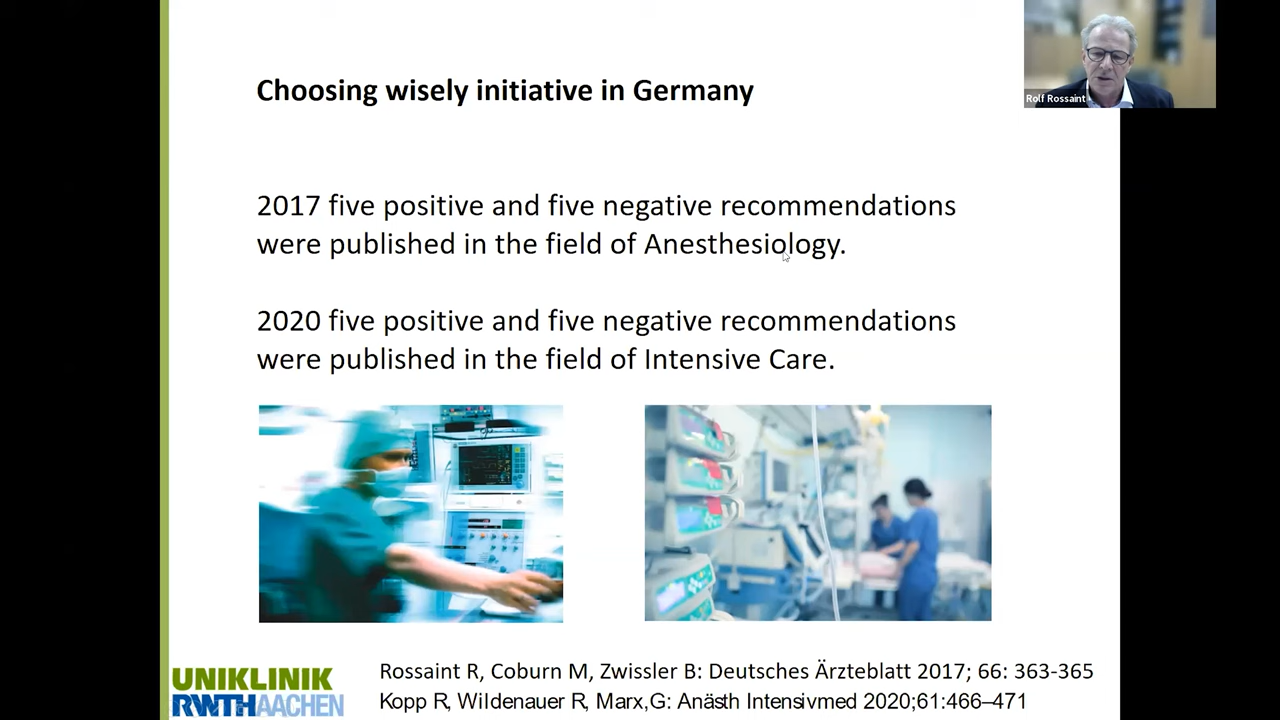 Choosing wisely initiative in Germany
Rolf Rossaint
2017 five positive and five negative recommendations
were published in the field of Anesthesiology.
2020 five positive and five negative recommendations
were published in the field of Intensive Care.
UNIKLINIK
RWTHAACHEN
Rossaint R, Coburn M, Zwissler B: Deutsches Ärzteblatt 2017; 66: 363-365
Kopp R, Wildenauer R, Marx,G: Anästh Intensivmed 2020;61:466–471